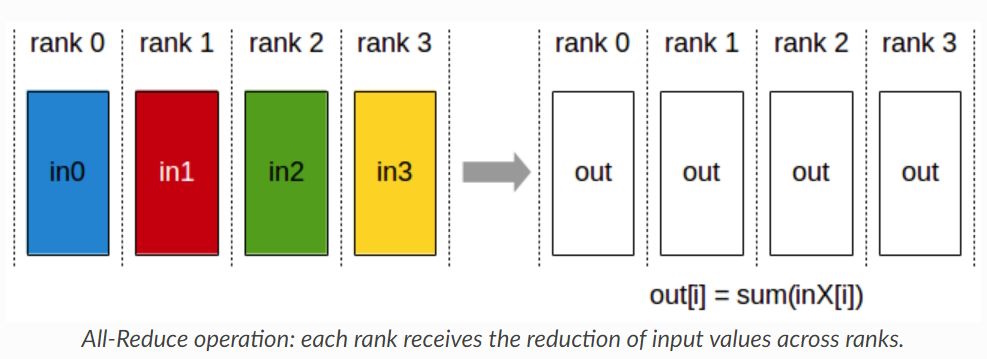 rank 0 rank 1 rank 2 rank 3 rank 0 rank 1 rank 2 rank 3
in0 in1 in2 in3 out out out out
out[i] = sum(inX[i])
All-Reduce operation: each rank receives the reduction of input values across ranks.